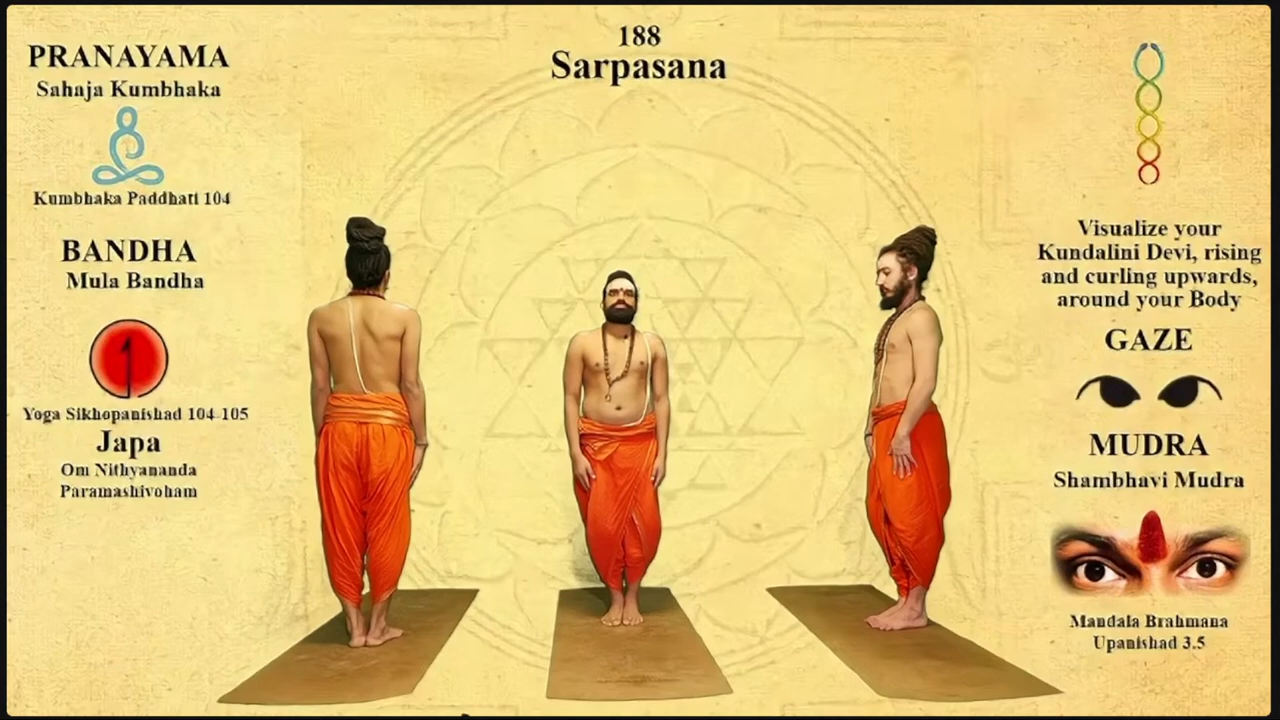 188
Sarpasana
PRANAYAMA
Sahaja Kumbhaka
Kumbhaka Paddhati 104
BANDHA
Mula Bandha
Yoga Sikhopanishad 104-105
Japa
Om Nithyananda
Paramashivoham
Visualize your
Kundalini Devi, rising
and curling upwards,
around your Body
GAZE
MUDRA
Shambhavi Mudra
Mandala Brahmana
Upanishad 3.5